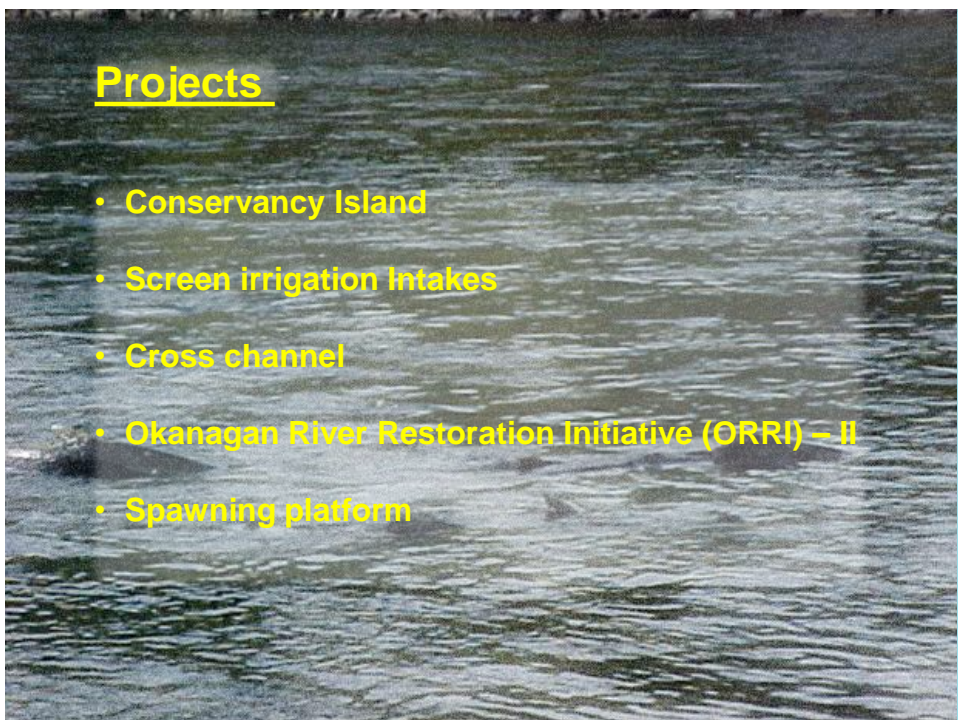 Projects
• Conservancy Island
• Screen irrigation Intakes
• Cross channel
• Okanagan River Restoration Initiative (ORRI) – II
• Spawning platform